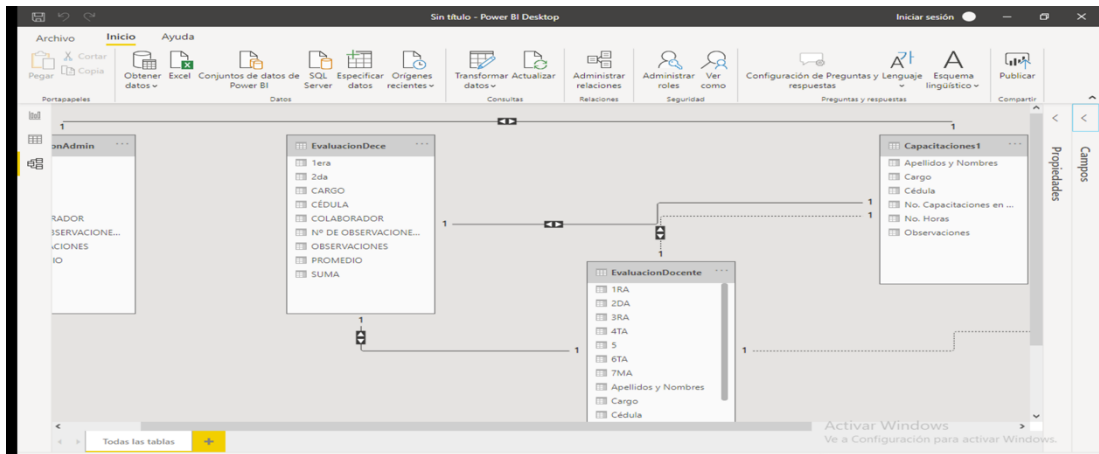 Sin título - Power BI Desktop
Iniciar sesión
Archivo Inicio Ayuda
Pegar
Cortar
Copia
Portapapeles
Obtener datos
Excel
Conjuntos de datos de Power BI
SQL Server
Especificar datos
Orígenes recientes
Datos
Transformar datos
Actualizar
Consultas
Administrar relaciones
Relaciones
Administrar roles
Ver como
Seguridad
Configuración de Preguntas y respuestas
Lenguaje
Esquema lingüístico
Preguntas y respuestas
Publicar
Compartir
1
1
onAdmin
RADOR
BSERVACIONE...
ACIONES
IO
EvaluacionDece
1era
2da
CARGO
CÉDULA
COLABORADOR
Nº DE OBSERVACIONE...
OBSERVACIONES
PROMEDIO
SUMA
1
1
1
1
1
1
1
EvaluacionDocente
1RA
2DA
3RA
4TA
5
6TA
7MA
Apellidos y Nombres
Cargo
Cédula
Capacitaciones1
Apellidos y Nombres
Cargo
Cédula
No. Capacitaciones en ...
No. Horas
Observaciones
Propiedades
Campos
Todas las tablas
Activar Windows
Ve a Configuración para activar Windows.